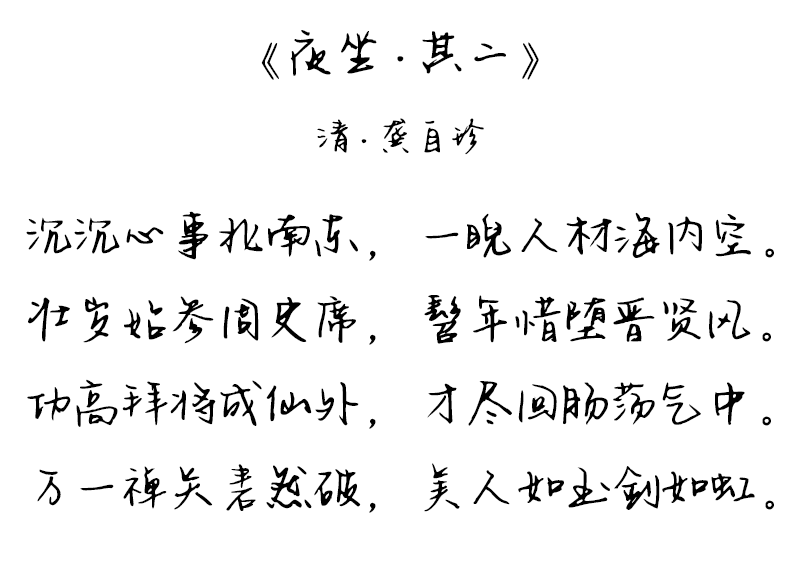 《夜坐·其二》
清·龚自珍
沉沉心事北南东，一睨人材海内空。
壮岁始参周史席，髫年惜堕晋贤风。
功高拜将成仙外，才尽回肠荡气中。
万一禅关砉然破，美人如玉剑如虹。